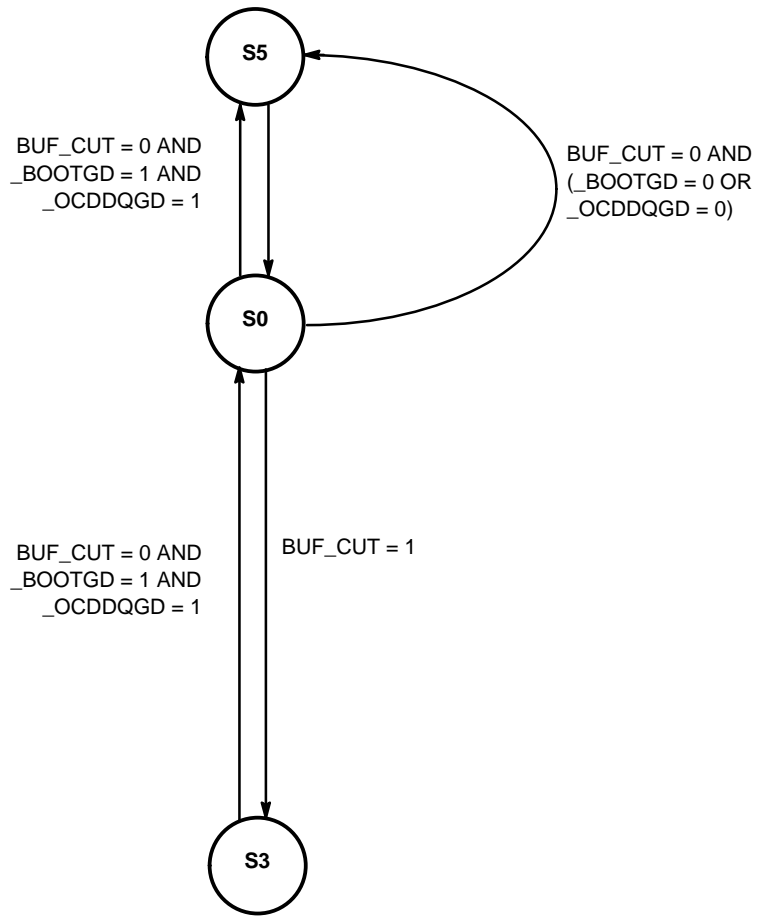 S5
BUF_CUT = 0 AND
_BOOTGD = 1 AND
_OCDDQGD = 1
BUF_CUT = 0 AND
(_BOOTGD = 0 OR
_OCDDQGD = 0)
S0
BUF_CUT = 0 AND
_BOOTGD = 1 AND
_OCDDQGD = 1
BUF_CUT = 1
S3